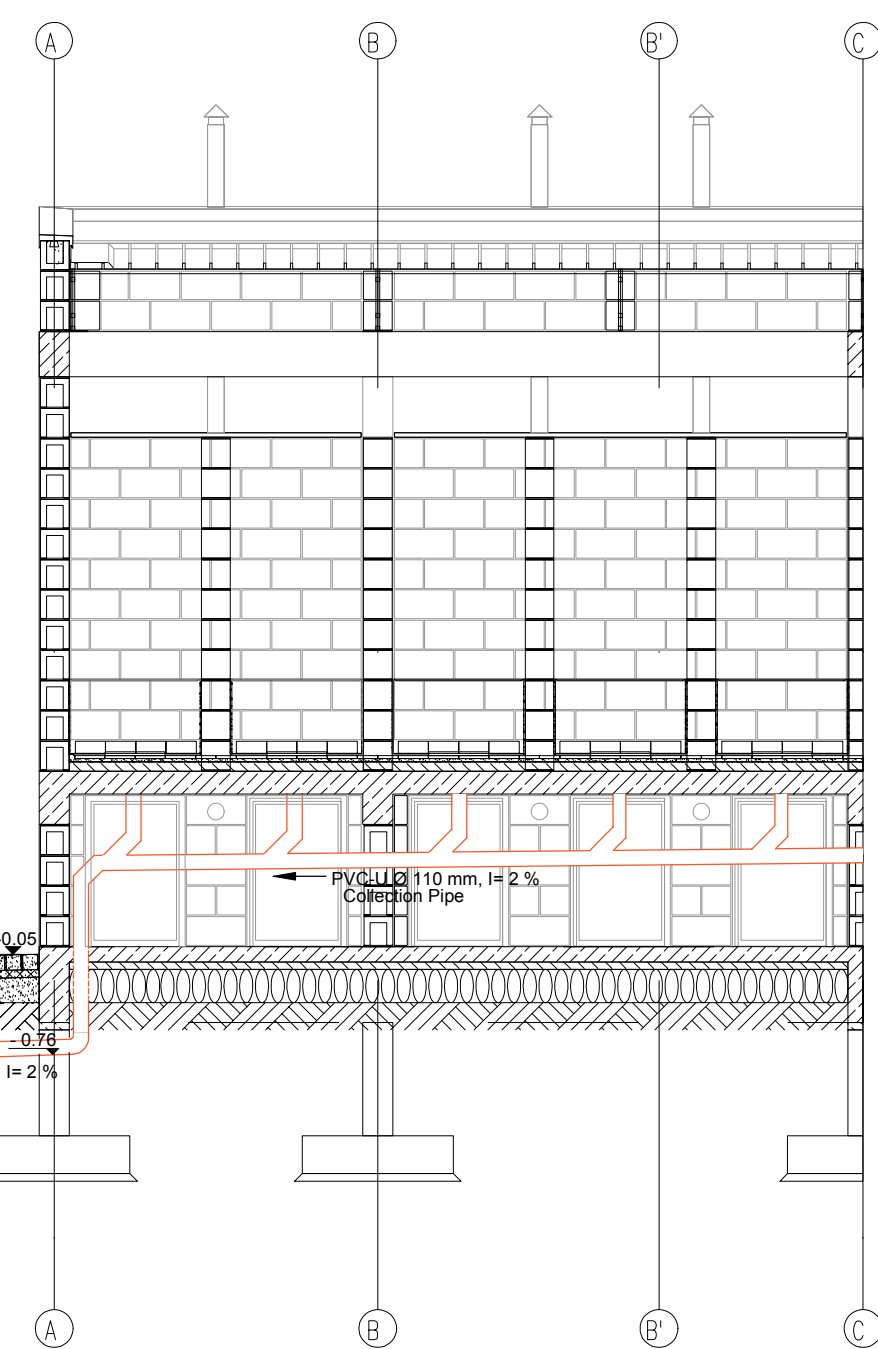 A B B' C
PVC-U Ø 110 mm, I= 2 %
Collection Pipe
-0.05
- 0.76
I= 2 %
A B B' C